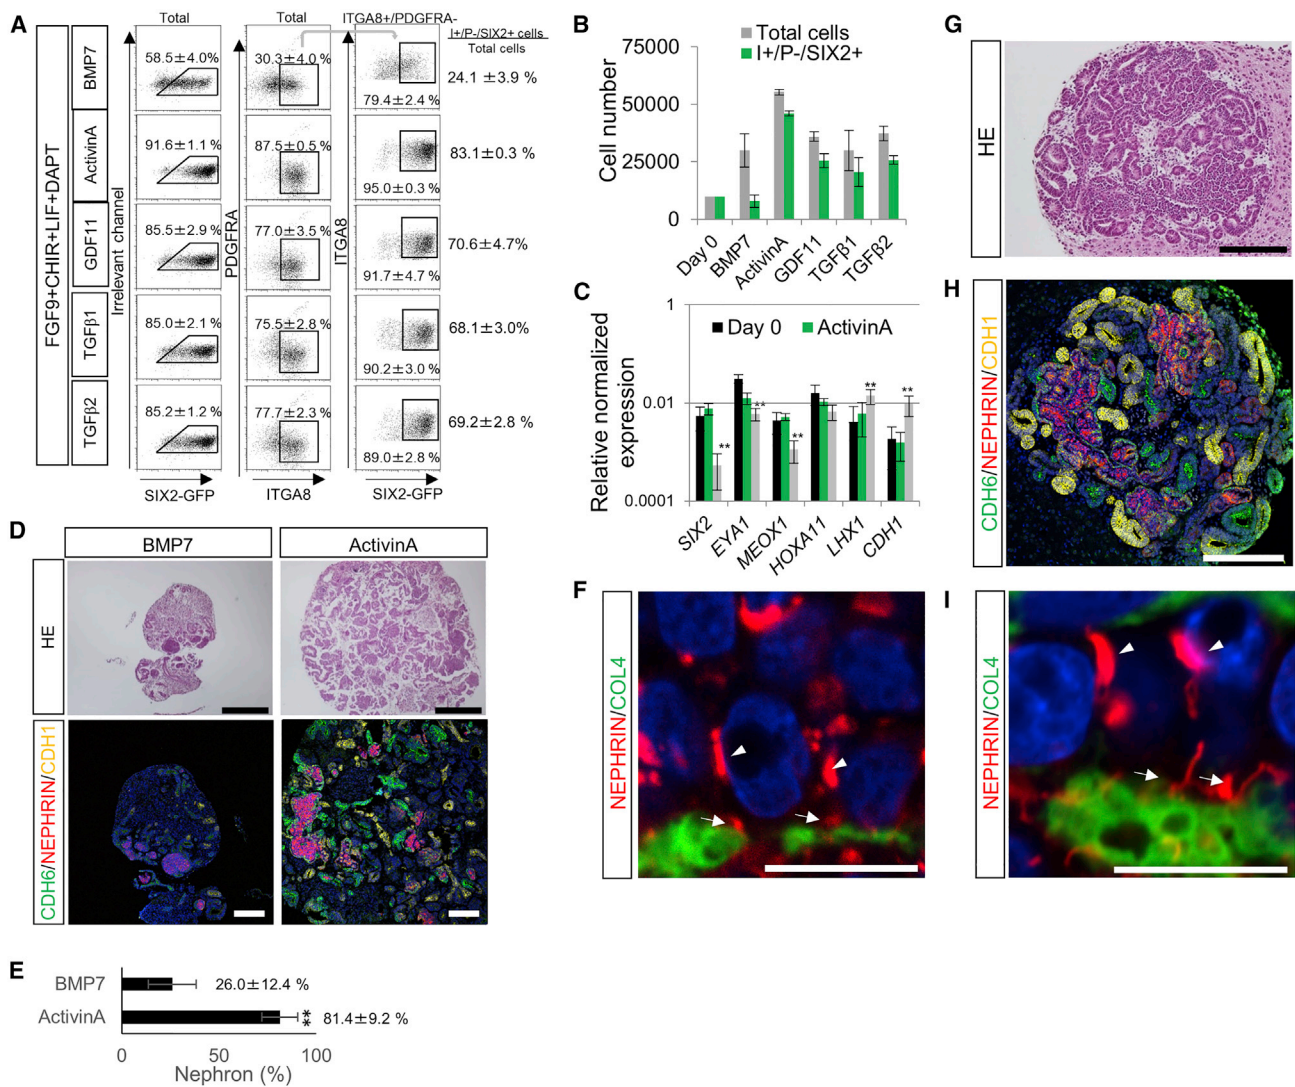 A
FGF9+CHIR+LIF+DAPT
BMP7
ActivinA
GDF11
TGFβ1
TGFβ2
Total
Total
ITGA8+/PDGFRA-
I+/P-/SIX2+ cells
Total cells
58.5±4.0%
30.3±4.0 %
79.4±2.4 %
24.1 ±3.9 %
91.6±1.1 %
87.5±0.5 %
95.0±0.3 %
83.1±0.3 %
85.5±2.9 %
77.0±3.5 %
91.7±4.7 %
70.6±4.7%
85.0±2.1 %
75.5±2.8 %
90.2±3.0 %
68.1±3.0%
85.2±1.2 %
77.7±2.3 %
89.0±2.8 %
69.2±2.8 %
Irrelevant channel
PDGFRA
ITGA8
SIX2-GFP
ITGA8
SIX2-GFP
B
Total cells
I+/P-/SIX2+
Cell number
75000
50000
25000
0
Day 0
BMP7
ActivinA
GDF11
TGFβ1
TGFβ2
C
Day 0
ActivinA
Relative normalized
expression
1
0.01
0.0001
**
**
**
**
**
SIX2
EYA1
MEOX1
HOXA11
LHX1
CDH1
D
BMP7
ActivinA
HE
CDH6/NEPHRIN/CDH1
E
BMP7
26.0±12.4 %
ActivinA
**
81.4±9.2 %
0
50
100
Nephron (%)
F
NEPHRIN/COL4
G
HE
H
CDH6/NEPHRIN/CDH1
I
NEPHRIN/COL4